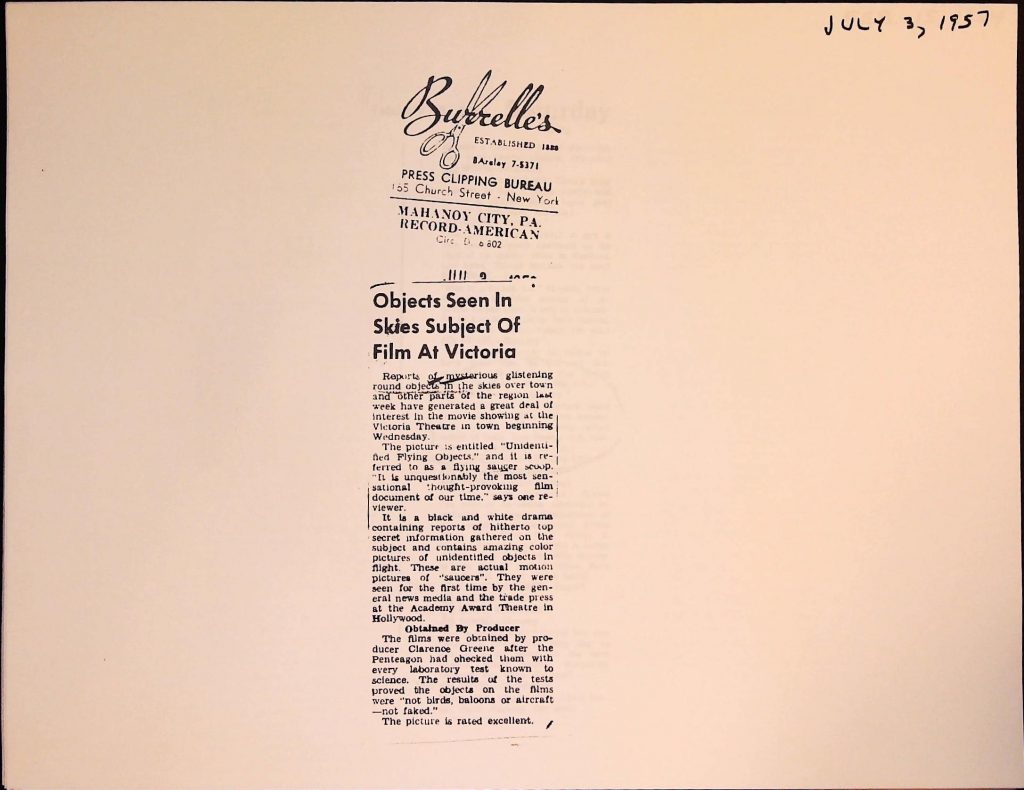 JULY 3, 1957
Burrelle's
ESTABLISHED 1888
BArclay 7-5371
PRESS CLIPPING BUREAU
165 Church Street - New York
MAHANOY CITY, PA.
RECORD-AMERICAN
Circ. D.
Objects Seen In
Skies Subject Of
Film At Victoria
Reports of mysterious glistening
round objects in the skies over town
and other parts of the region last
week have generated a great deal of
interest in the movie showing at the
Victoria Theatre in town beginning
Wednesday.
The picture is entitled "Unidenti-
fied Flying Objects," and it is re-
ferred to as a flying saucer scoop.
"It is unquestionably the most sen-
sational thought-provoking film
document of our time," says one re-
viewer.
It is a black and white drama
containing reports of hitherto top
secret information gathered on the
subject and contains amazing color
pictures of unidentified objects in
flight. These are actual motion
pictures of "saucers". They were
seen for the first time by the gen-
eral news media and the trade press
at the Academy Award Theatre in
Hollywood.
Obtained By Producer
The films were obtained by pro-
ducer Clarence Greene after the
Penteagon had checked them with
every laboratory test known to
science. The results of the tests
proved the objects on the films
were "not birds, baloons or aircraft
—not faked."
The picture is rated excellent.